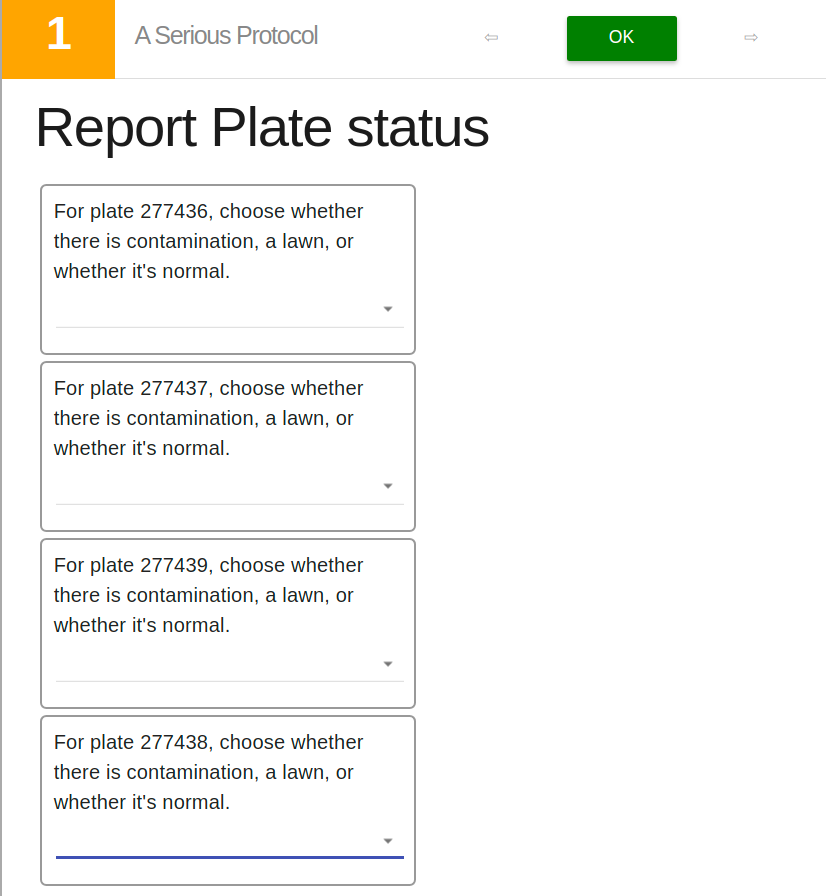 1
A Serious Protocol
⇦
OK
⇨
Report Plate status
For plate 277436, choose whether
there is contamination, a lawn, or
whether it's normal.
For plate 277437, choose whether
there is contamination, a lawn, or
whether it's normal.
For plate 277439, choose whether
there is contamination, a lawn, or
whether it's normal.
For plate 277438, choose whether
there is contamination, a lawn, or
whether it's normal.